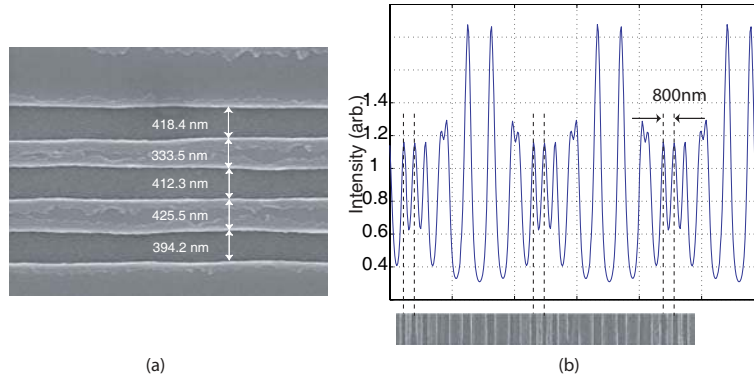 418.4 nm
333.5 nm
412.3 nm
425.5 nm
394.2 nm
(a)
Intensity (arb.)
1.4
1.2
1
0.8
0.6
0.4
800nm
(b)